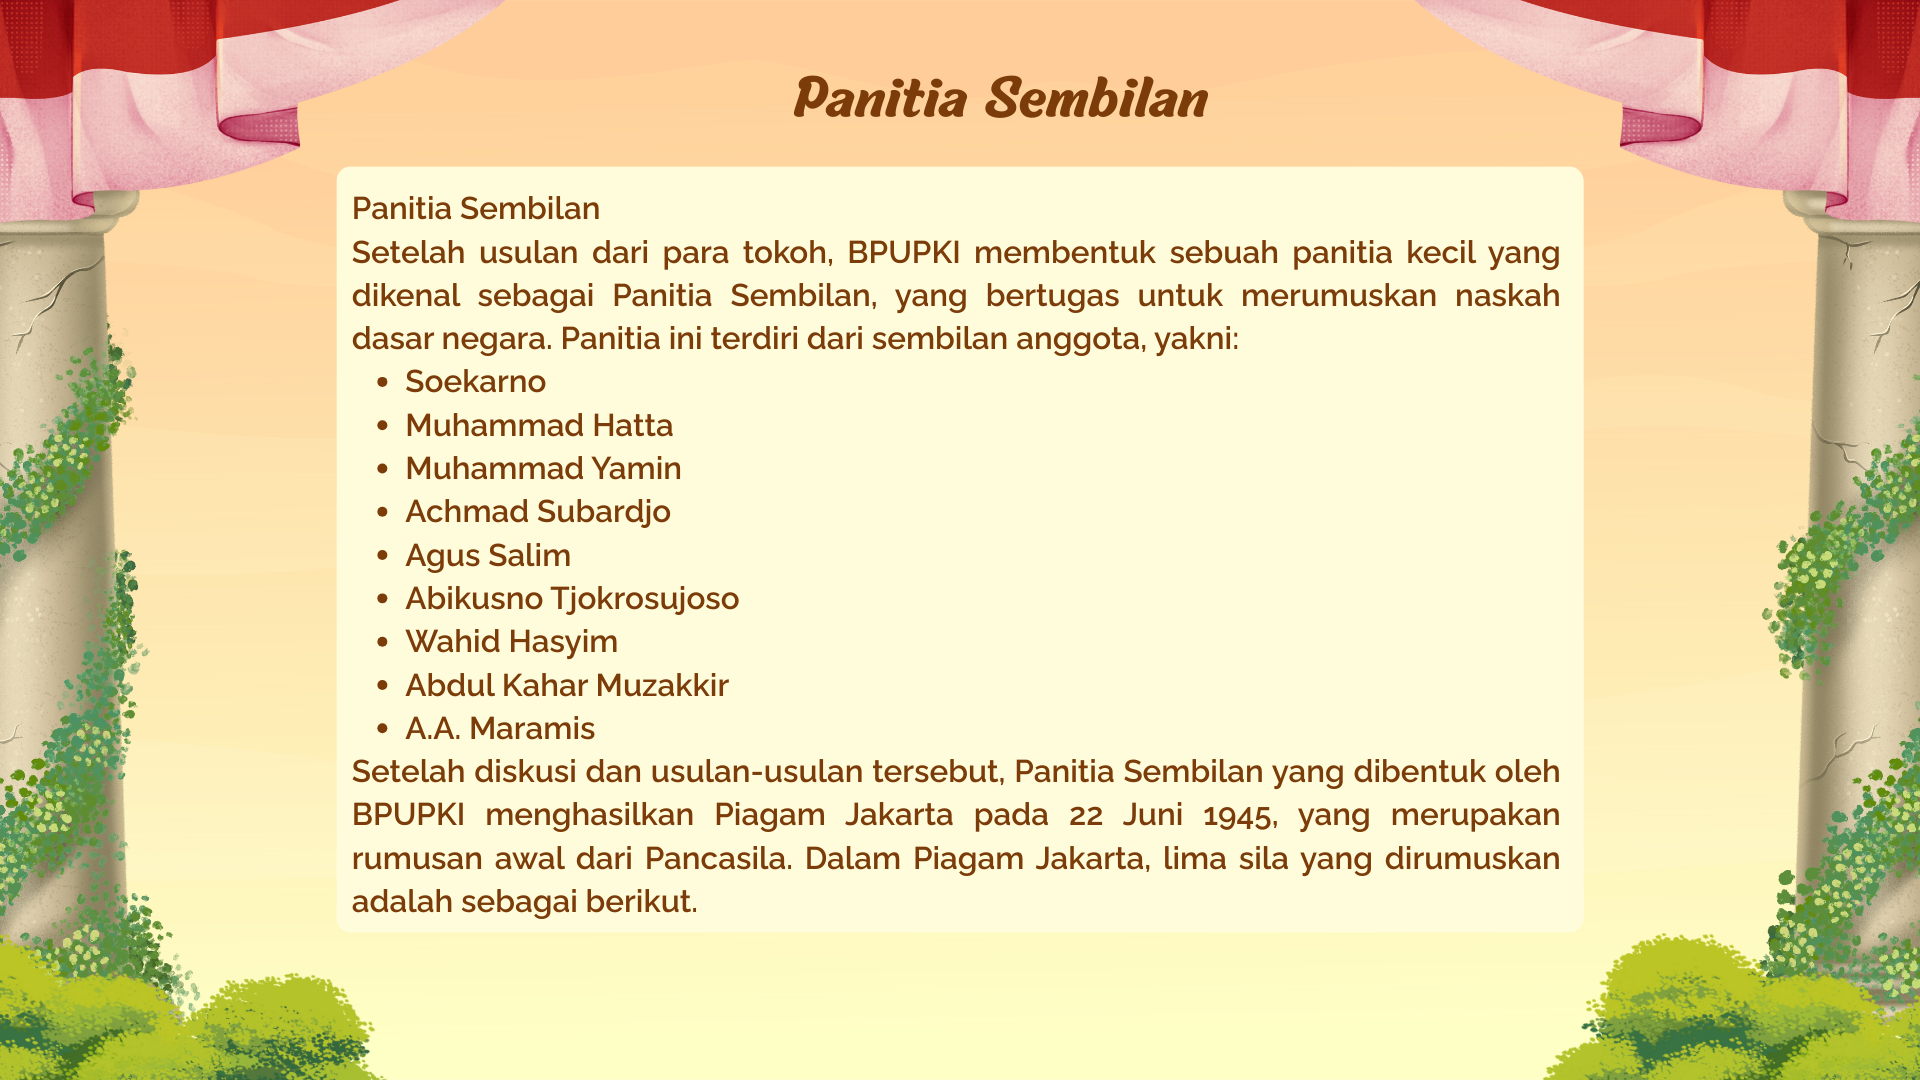 Panitia Sembilan
Panitia Sembilan
Setelah usulan dari para tokoh, BPUPKI membentuk sebuah panitia kecil yang
dikenal sebagai Panitia Sembilan, yang bertugas untuk merumuskan naskah
dasar negara. Panitia ini terdiri dari sembilan anggota, yakni:
• Soekarno
• Muhammad Hatta
• Muhammad Yamin
• Achmad Subardjo
• Agus Salim
• Abikusno Tjokrosujoso
• Wahid Hasyim
• Abdul Kahar Muzakkir
• A.A. Maramis
Setelah diskusi dan usulan-usulan tersebut, Panitia Sembilan yang dibentuk oleh
BPUPKI menghasilkan Piagam Jakarta pada 22 Juni 1945, yang merupakan
rumusan awal dari Pancasila. Dalam Piagam Jakarta, lima sila yang dirumuskan
adalah sebagai berikut.